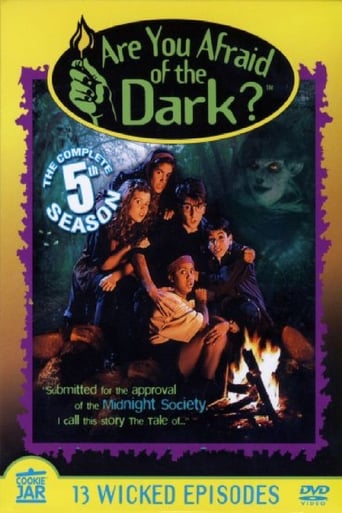 Are You Afraid
of the
Dark?™
THE COMPLETE
5th
SEASON
"Submitted for the approval
of the Midnight Society,
I call this story The Tale of..."
COOKIE
JAR
13 WICKED EPISODES
DVD
VIDEO